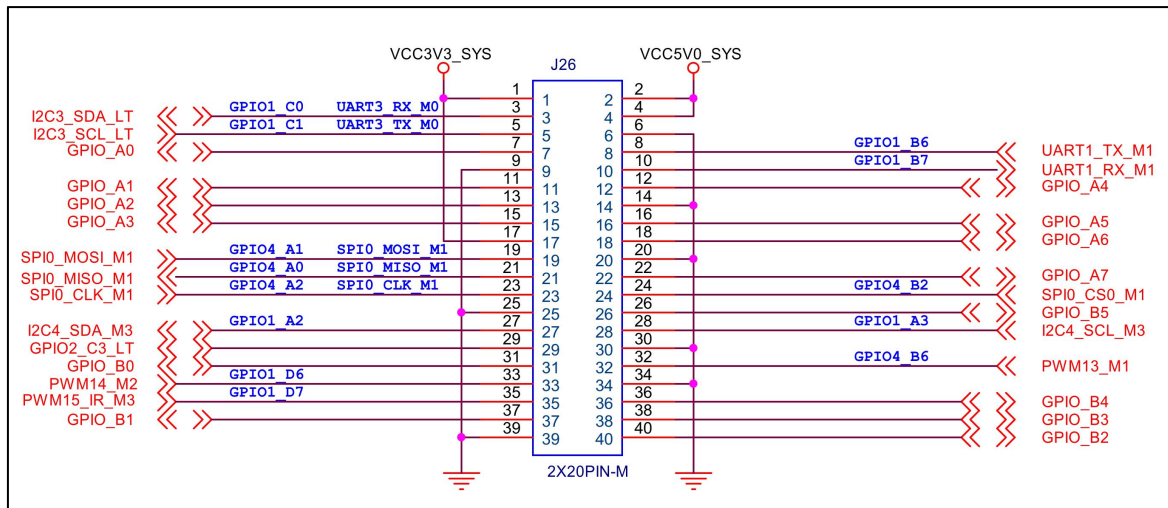 VCC3V3_SYS VCC5V0_SYS
J26
1 1 2 2
I2C3_SDA_LT GPIO1_C0 UART3_RX_M0 3 3 4 4
I2C3_SCL_LT GPIO1_C1 UART3_TX_M0 5 5 6 6
GPIO_A0 7 7 8 8 GPIO1_B6 UART1_TX_M1
9 9 10 10 GPIO1_B7 UART1_RX_M1
GPIO_A1 11 11 12 12 GPIO_A4
GPIO_A2 13 13 14 14
GPIO_A3 15 15 16 16 GPIO_A5
17 17 18 18 GPIO_A6
SPI0_MOSI_M1 GPIO4_A1 SPI0_MOSI_M1 19 19 20 20
SPI0_MISO_M1 GPIO4_A0 SPI0_MISO_M1 21 21 22 22 GPIO_A7
SPI0_CLK_M1 GPIO4_A2 SPI0_CLK_M1 23 23 24 24 GPIO4_B2 SPI0_CS0_M1
25 25 26 26 GPIO_B5
I2C4_SDA_M3 GPIO1_A2 27 27 28 28 GPIO1_A3 I2C4_SCL_M3
GPIO2_C3_LT 29 29 30 30
GPIO_B0 31 31 32 32 GPIO4_B6 PWM13_M1
PWM14_M2 GPIO1_D6 33 33 34 34
PWM15_IR_M3 GPIO1_D7 35 35 36 36 GPIO_B4
GPIO_B1 37 37 38 38 GPIO_B3
39 39 40 40 GPIO_B2
2X20PIN-M